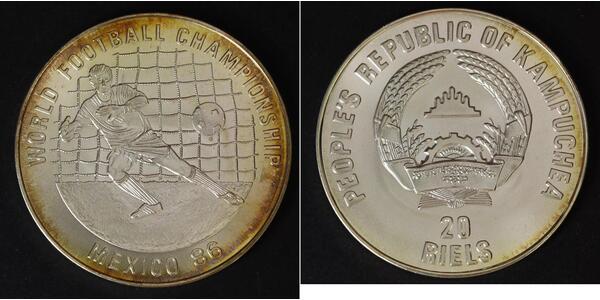 WORLD FOOTBALL CHAMPIONSHIP
MEXICO 86
PEOPLE'S REPUBLIC OF KAMPUCHEA
20
RIELS